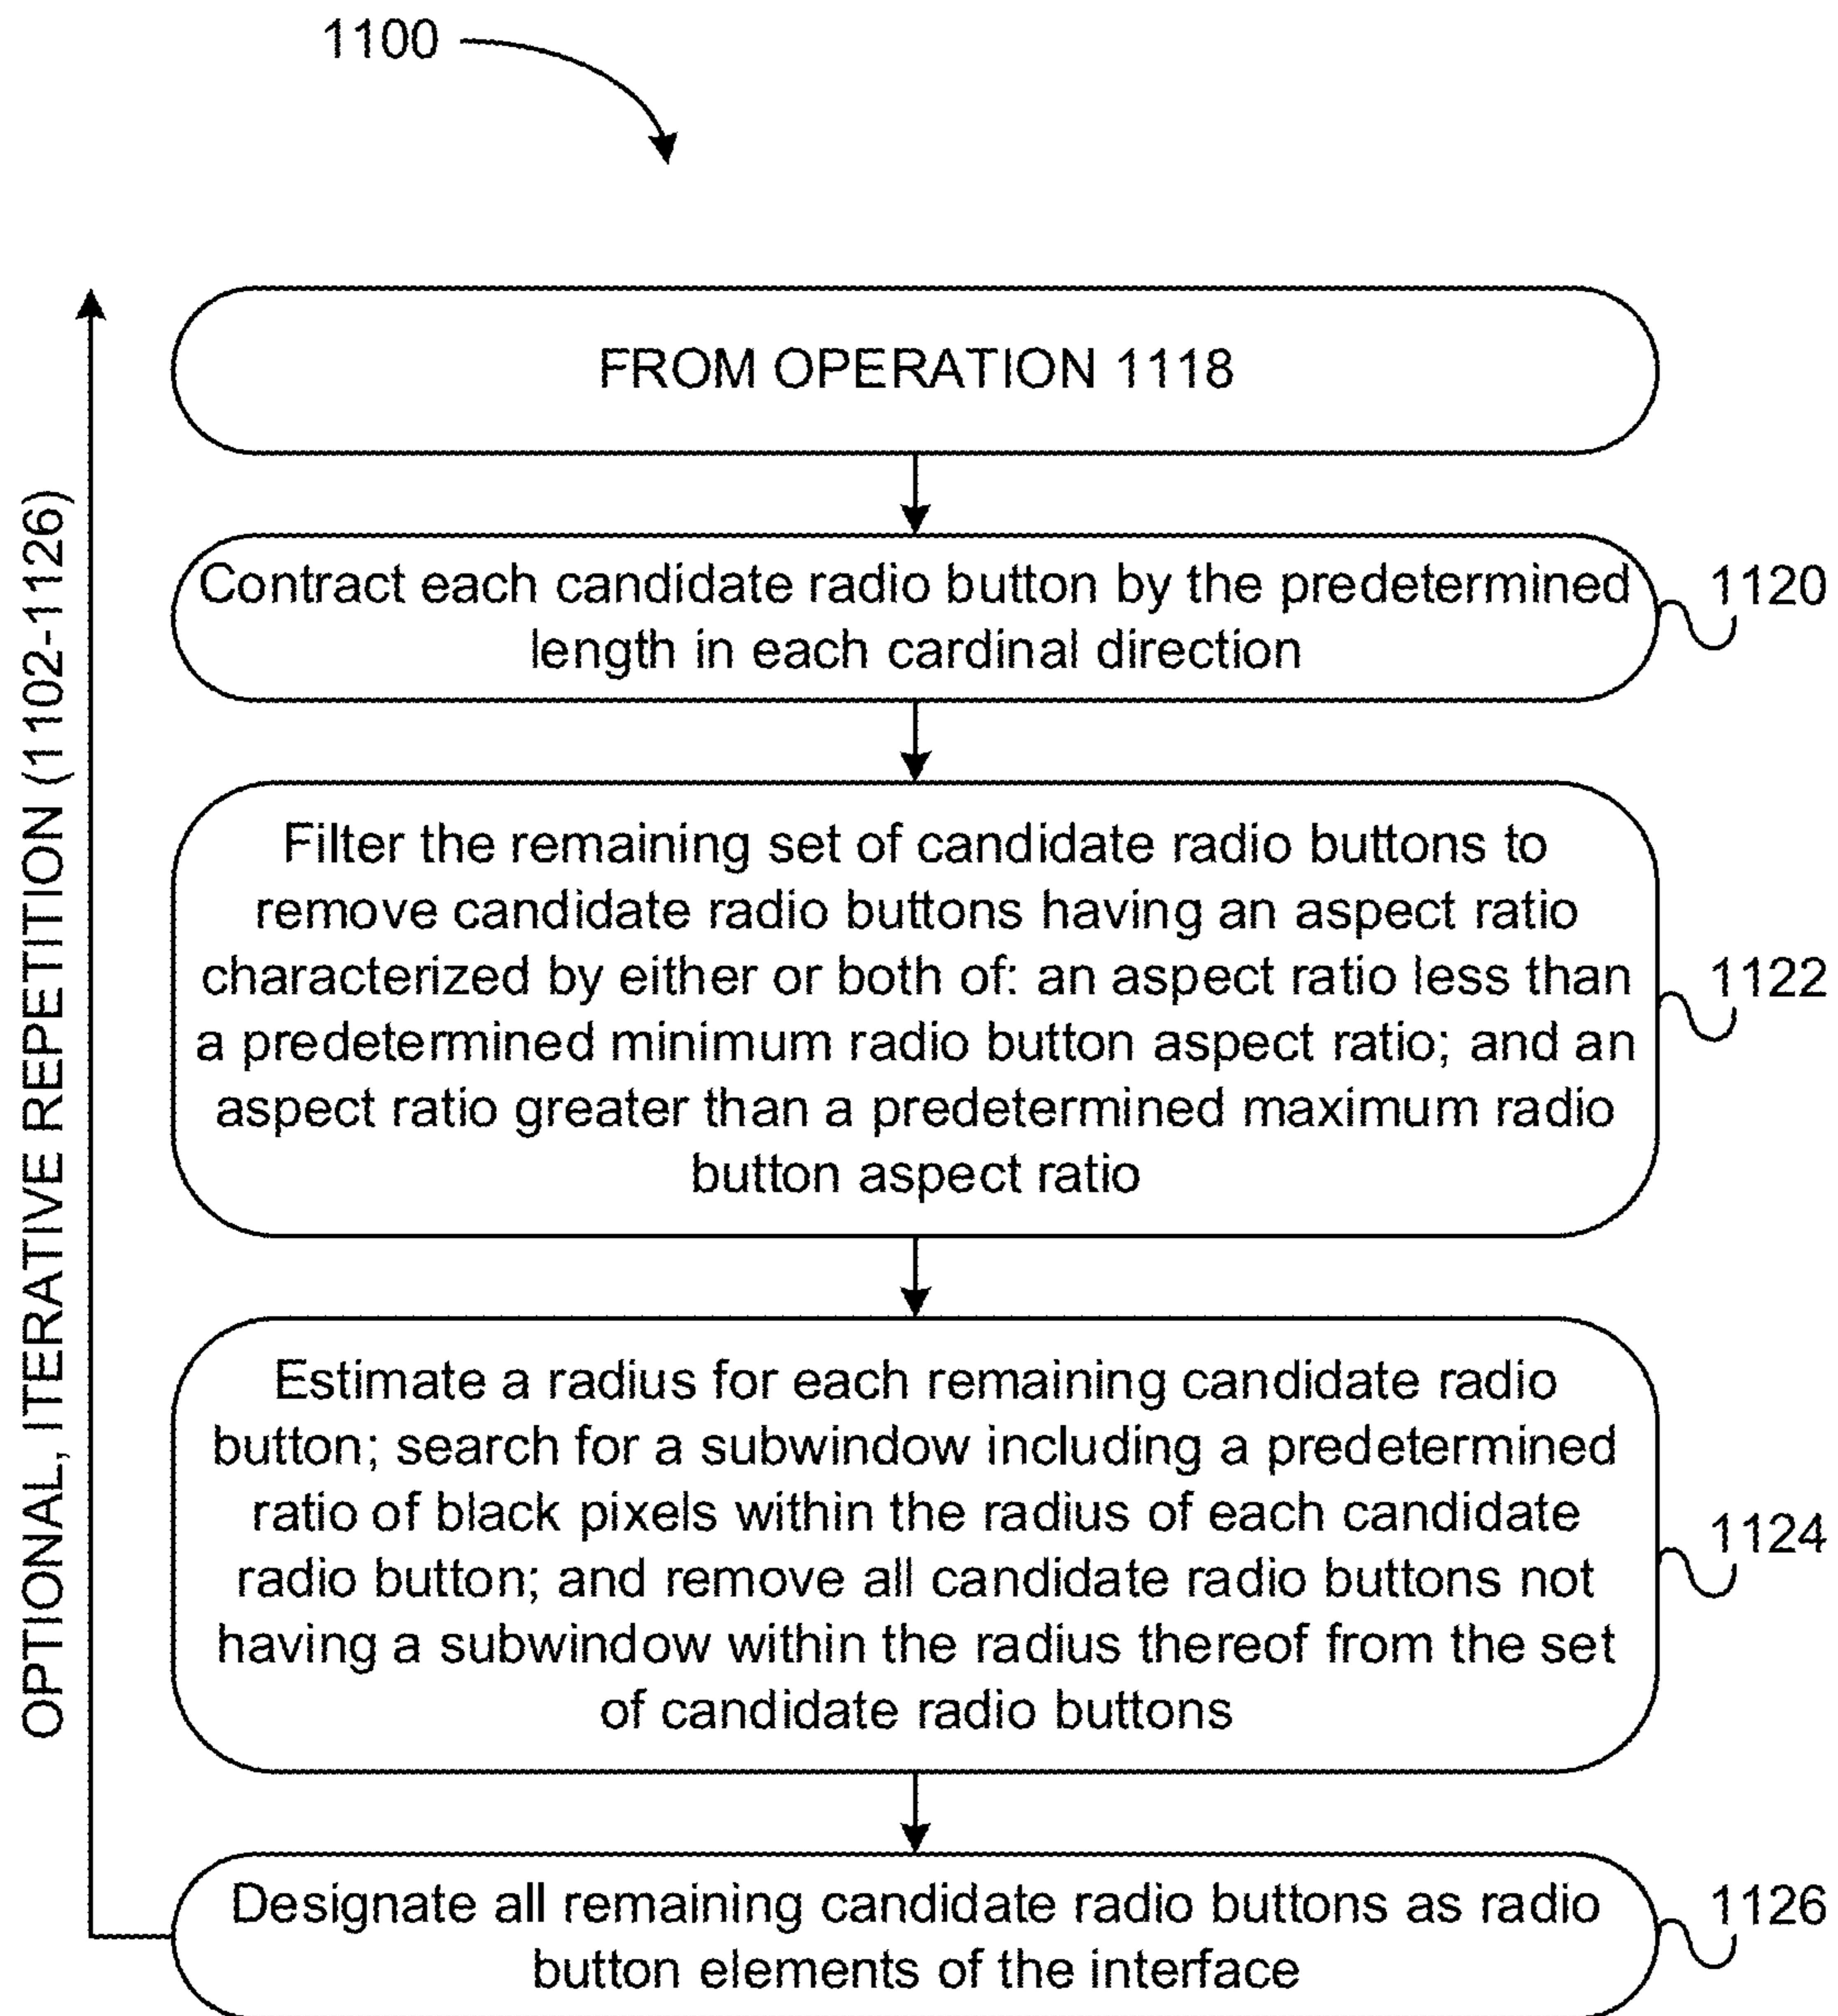 1100
FROM OPERATION 1118
Contract each candidate radio button by the predetermined
length in each cardinal direction
1120
Filter the remaining set of candidate radio buttons to
remove candidate radio buttons having an aspect ratio
characterized by either or both of: an aspect ratio less than
a predetermined minimum radio button aspect ratio; and an
aspect ratio greater than a predetermined maximum radio
button aspect ratio
1122
Estimate a radius for each remaining candidate radio
button; search for a subwindow including a predetermined
ratio of black pixels within the radius of each candidate
radio button; and remove all candidate radio buttons not
having a subwindow within the radius thereof from the set
of candidate radio buttons
1124
Designate all remaining candidate radio buttons as radio
button elements of the interface
1126
OPTIONAL, ITERATIVE REPETITION (1102-1126)